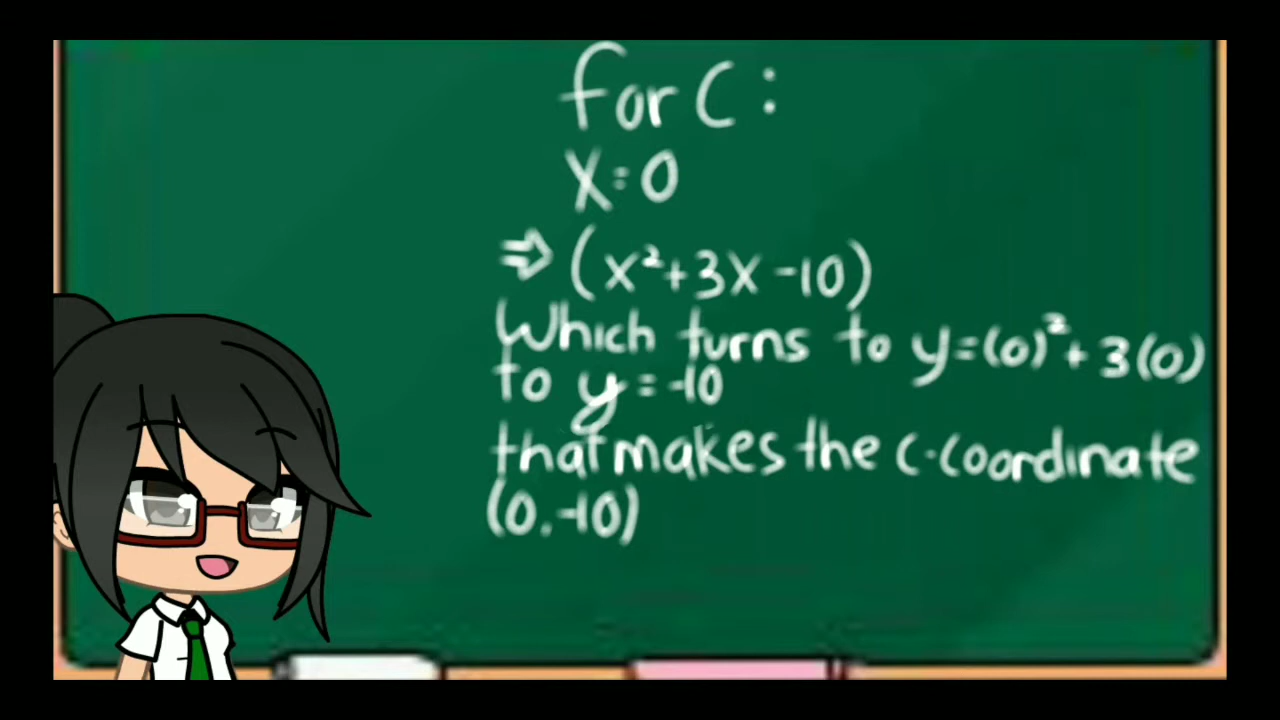 for C:
X=0
⇒ (x²+3x-10)
Which turns to y=(0)²+3(0)
to y=-10
that makes the C-Coordinate
(0,-10)